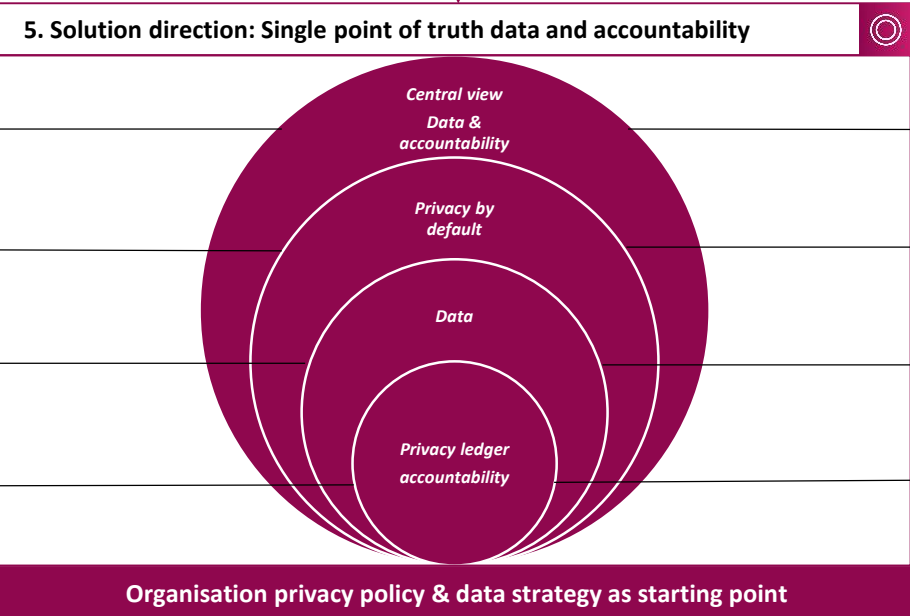 5. Solution direction: Single point of truth data and accountability
Central view
Data &
accountability
Privacy by
default
Data
Privacy ledger
accountability
Organisation privacy policy & data strategy as starting point